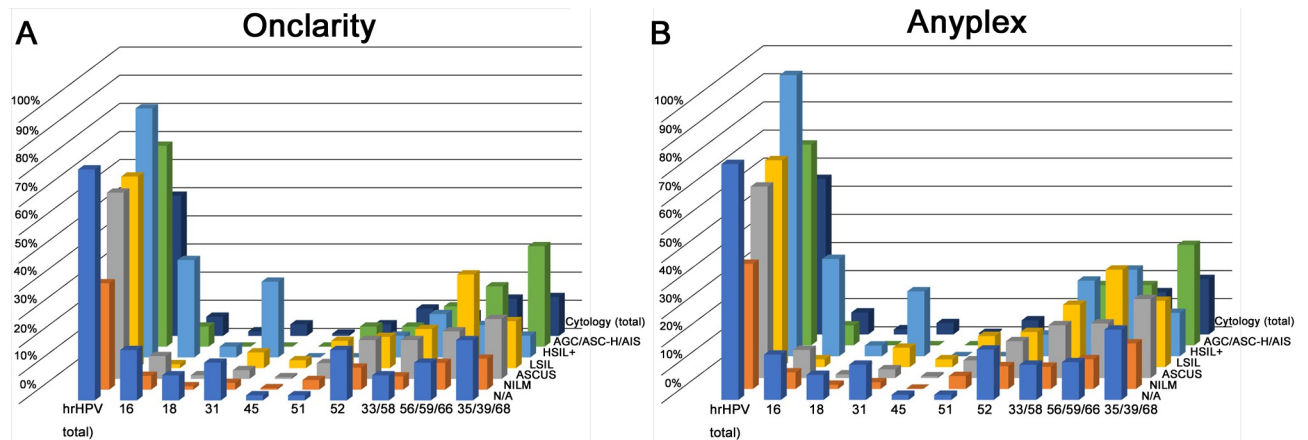 A
Onclarity
100%
90%
80%
70%
60%
50%
40%
30%
20%
10%
0%
Cytology (total)
AGC/ASC-H/AIS
HSIL+
LSIL
ASCUS
NILM
N/A
hrHPV 16 18 31 45 51 52 33/58 56/59/66 35/39/68
total)
B
Anyplex
100%
90%
80%
70%
60%
50%
40%
30%
20%
10%
0%
Cytology (total)
AGC/ASC-H/AIS
HSIL+
LSIL
ASCUS
NILM
N/A
hrHPV 16 18 31 45 51 52 33/58 56/59/66 35/39/68
total)